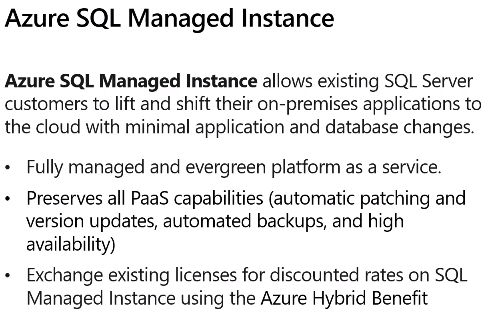 Azure SQL Managed Instance
Azure SQL Managed Instance allows existing SQL Server
customers to lift and shift their on-premises applications to
the cloud with minimal application and database changes.
• Fully managed and evergreen platform as a service.
• Preserves all PaaS capabilities (automatic patching and
version updates, automated backups, and high
availability)
• Exchange existing licenses for discounted rates on SQL
Managed Instance using the Azure Hybrid Benefit